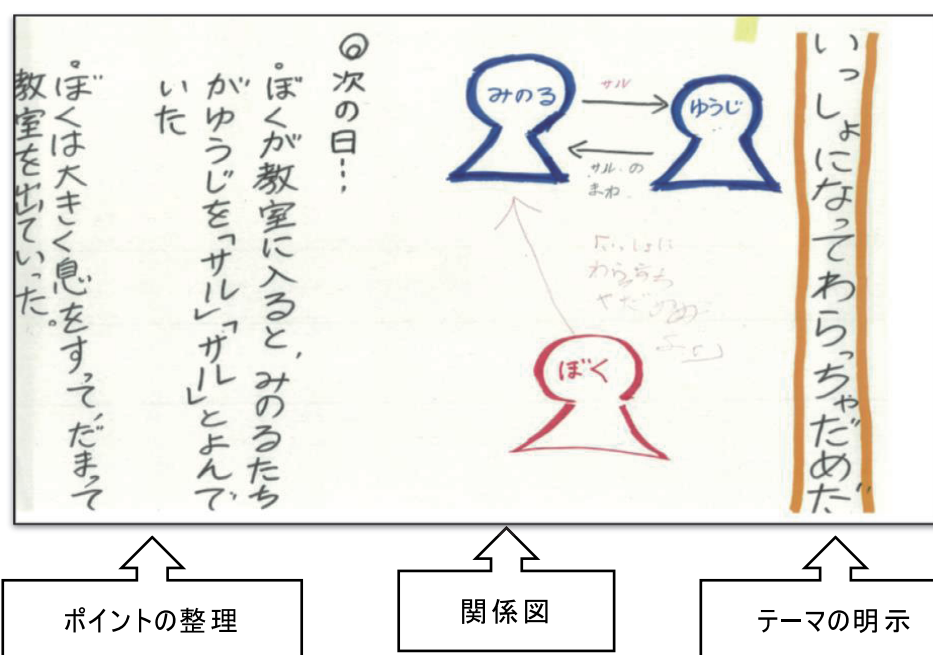 いっしょになってわらっちゃだめだ
ゆうじ
みのる
サル
サル の
まね
ぼく
◎次の日…、
・ぼくが教室に入ると、みのるたち
がゆうじを「サル」「サル」とよんで
いた
・ぼくは大きく息をすって、だまって
教室を出ていった。
ポイントの整理
関係図
テーマの明示